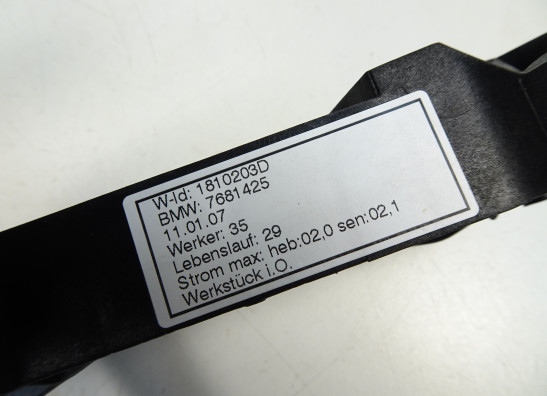 W-Id: 1810203D
BMW: 7681425
11.01.07
Werker: 35
Lebenslauf: 29
Strom max: heb:02,0 sen:02,1
Werkstück i.O.